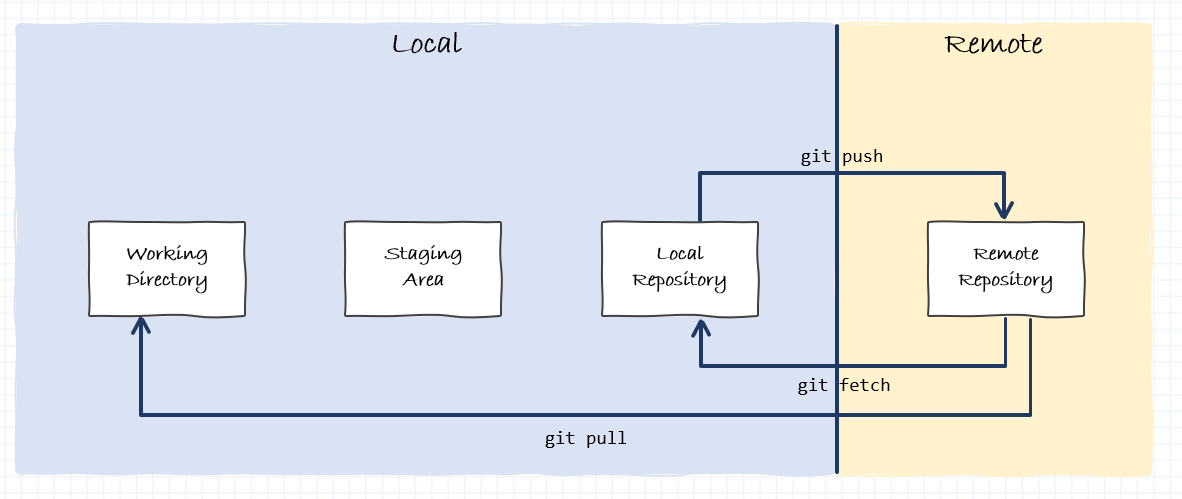 Local
Remote
git push
Working
Directory
Staging
Area
Local
Repository
Remote
Repository
git fetch
git pull